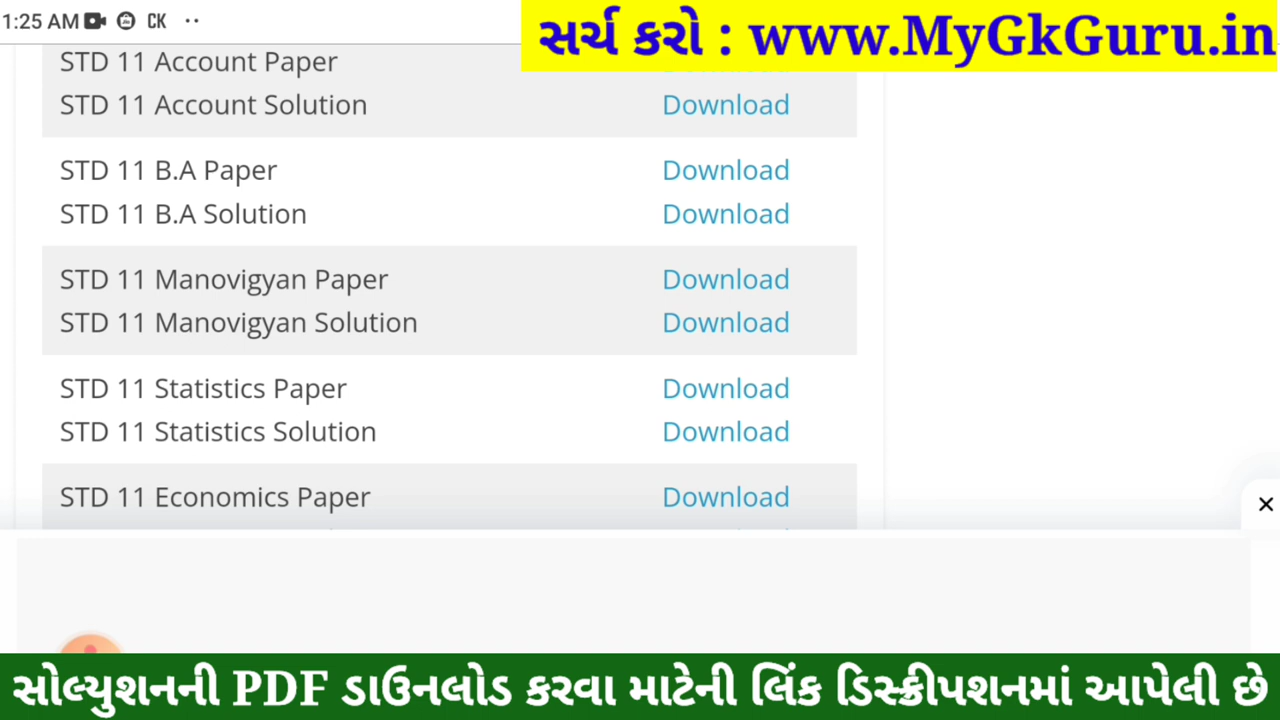 1:25 AM CK
સર્ચ કરો : www.MyGkGuru.in
STD 11 Account Paper
STD 11 Account Solution Download
STD 11 B.A Paper Download
STD 11 B.A Solution Download
STD 11 Manovigyan Paper Download
STD 11 Manovigyan Solution Download
STD 11 Statistics Paper Download
STD 11 Statistics Solution Download
STD 11 Economics Paper Download
સોલ્યુશનની PDF ડાઉનલોડ કરવા માટેની લિંક ડિસ્ક્રીપશનમાં આપેલી છે